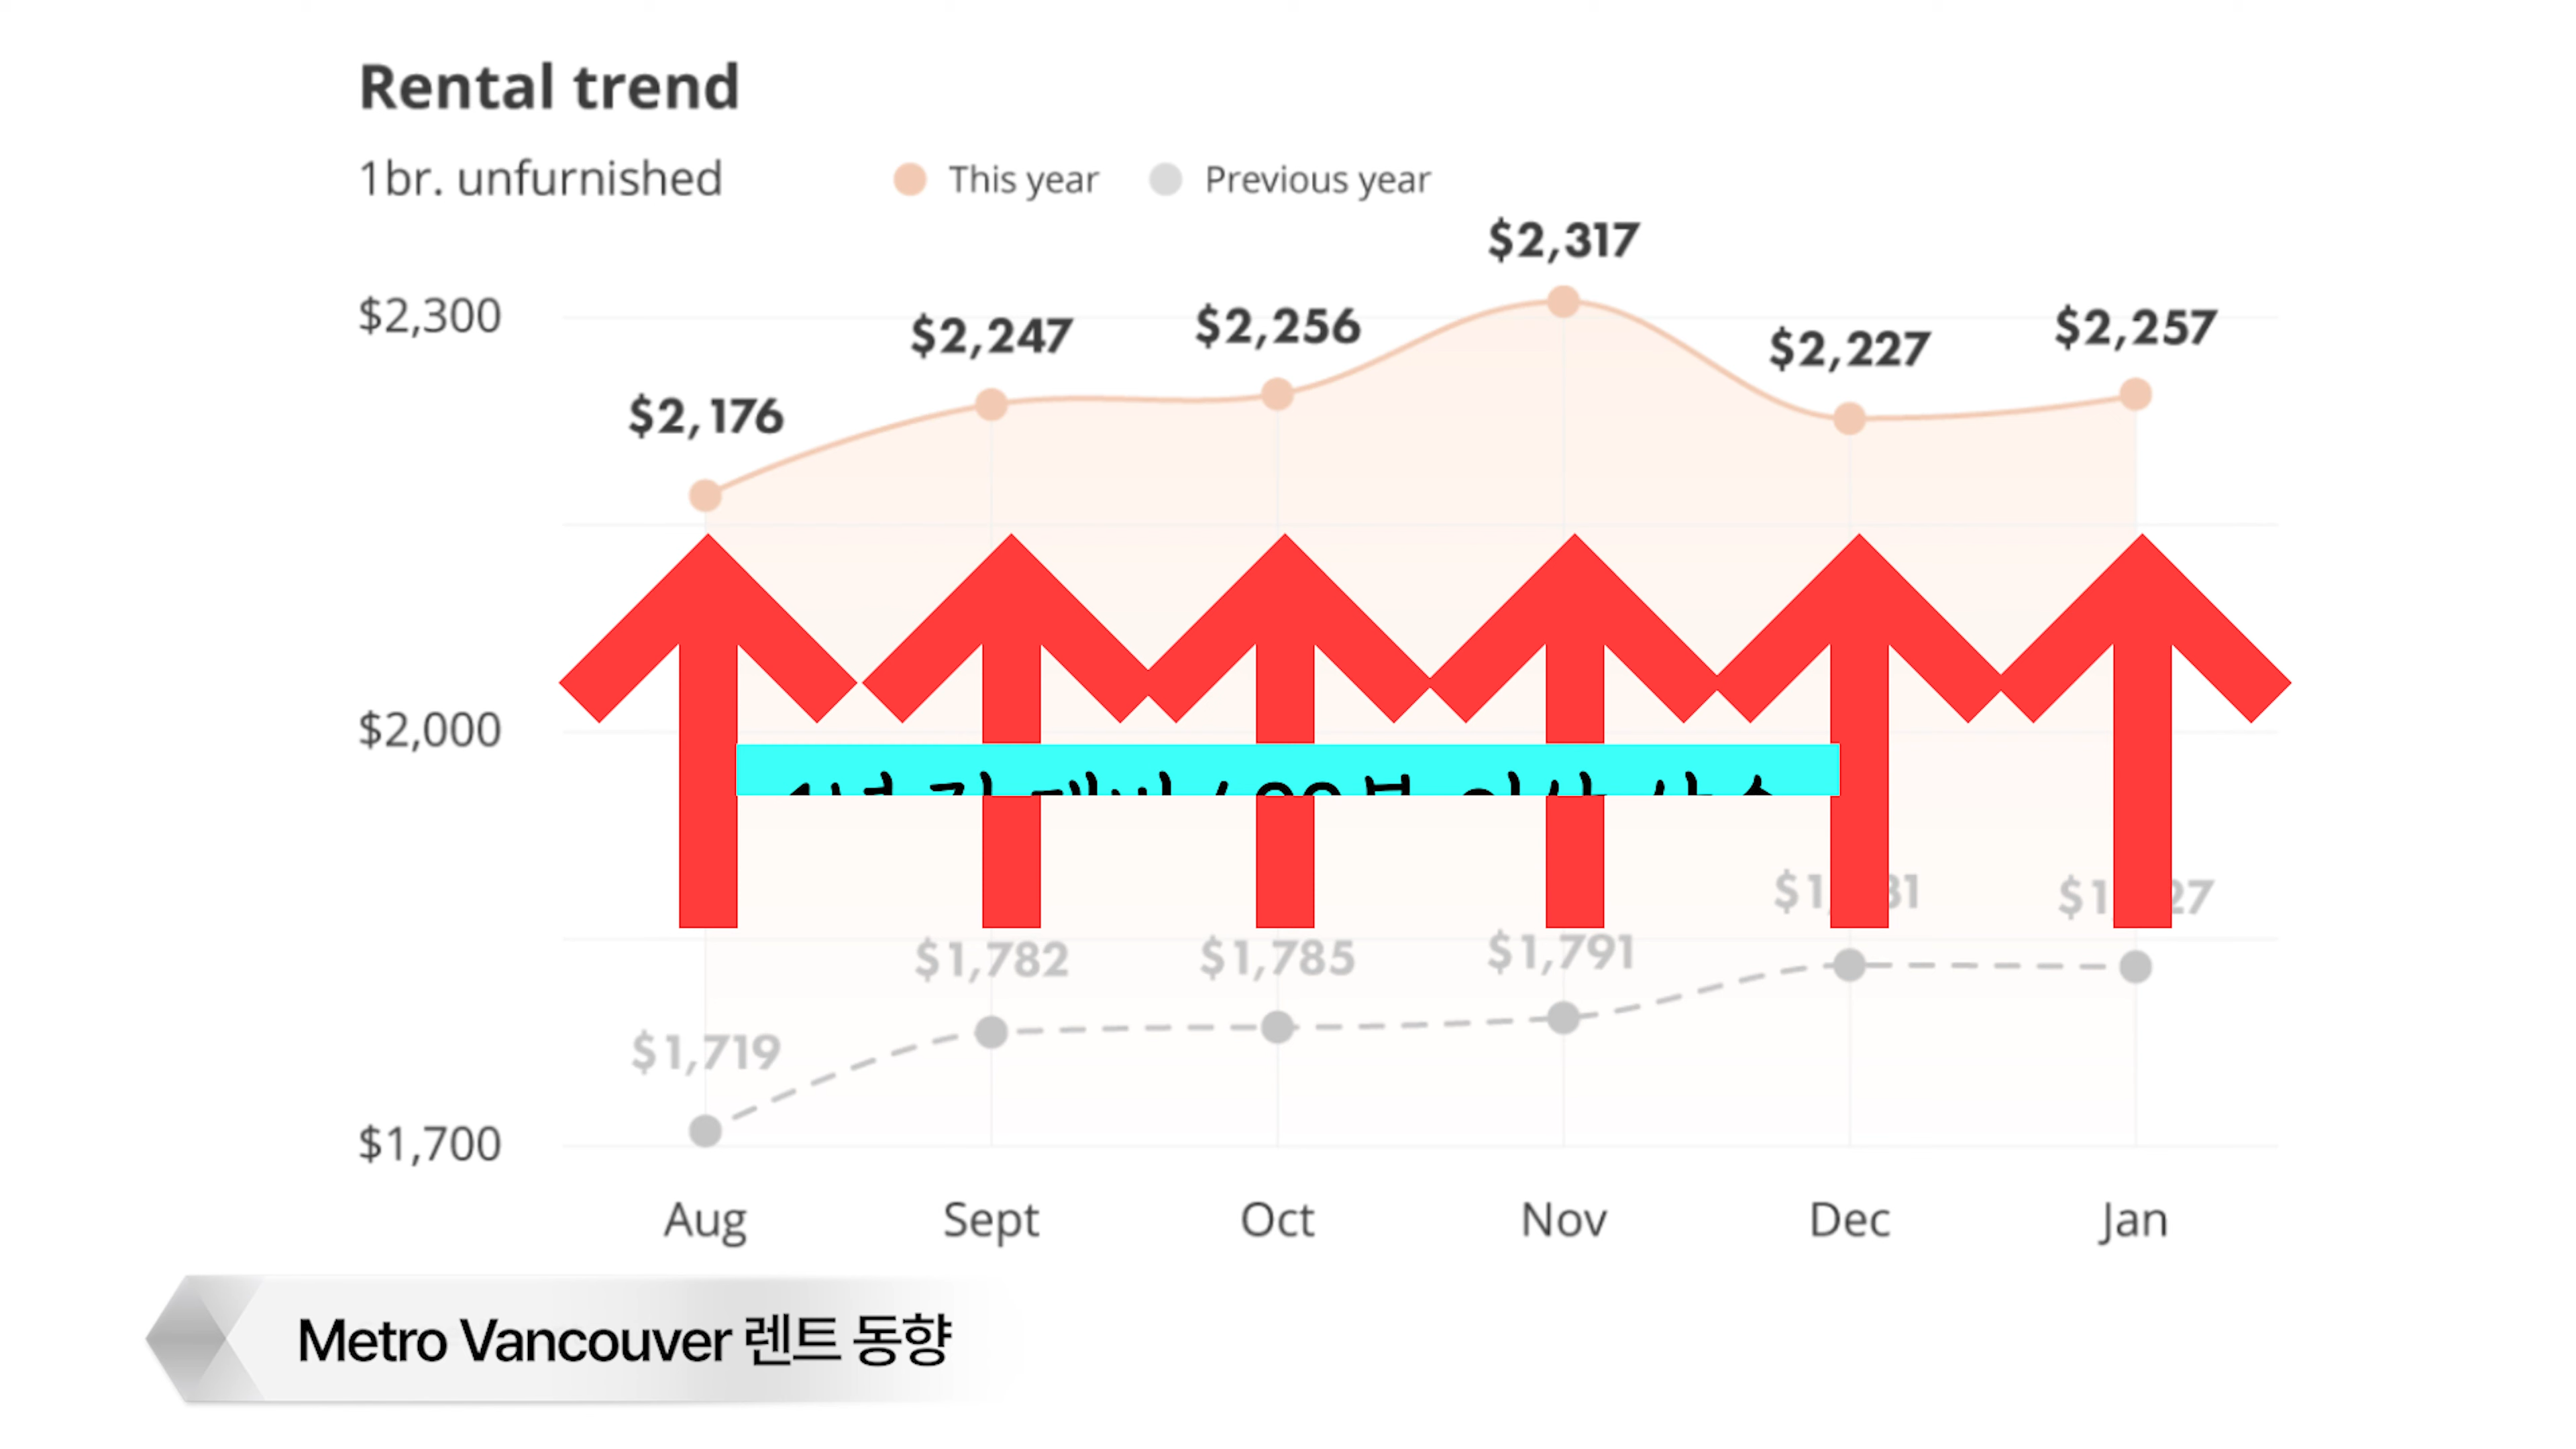 Rental trend
1br. unfurnished
This year
Previous year
$2,317
$2,300
$2,247
$2,256
$2,227
$2,257
$2,176
$2,000
$1,782
$1,785
$1,791
$1,719
$1,700
Aug Sept Oct Nov Dec Jan
Metro Vancouver 렌트 동향